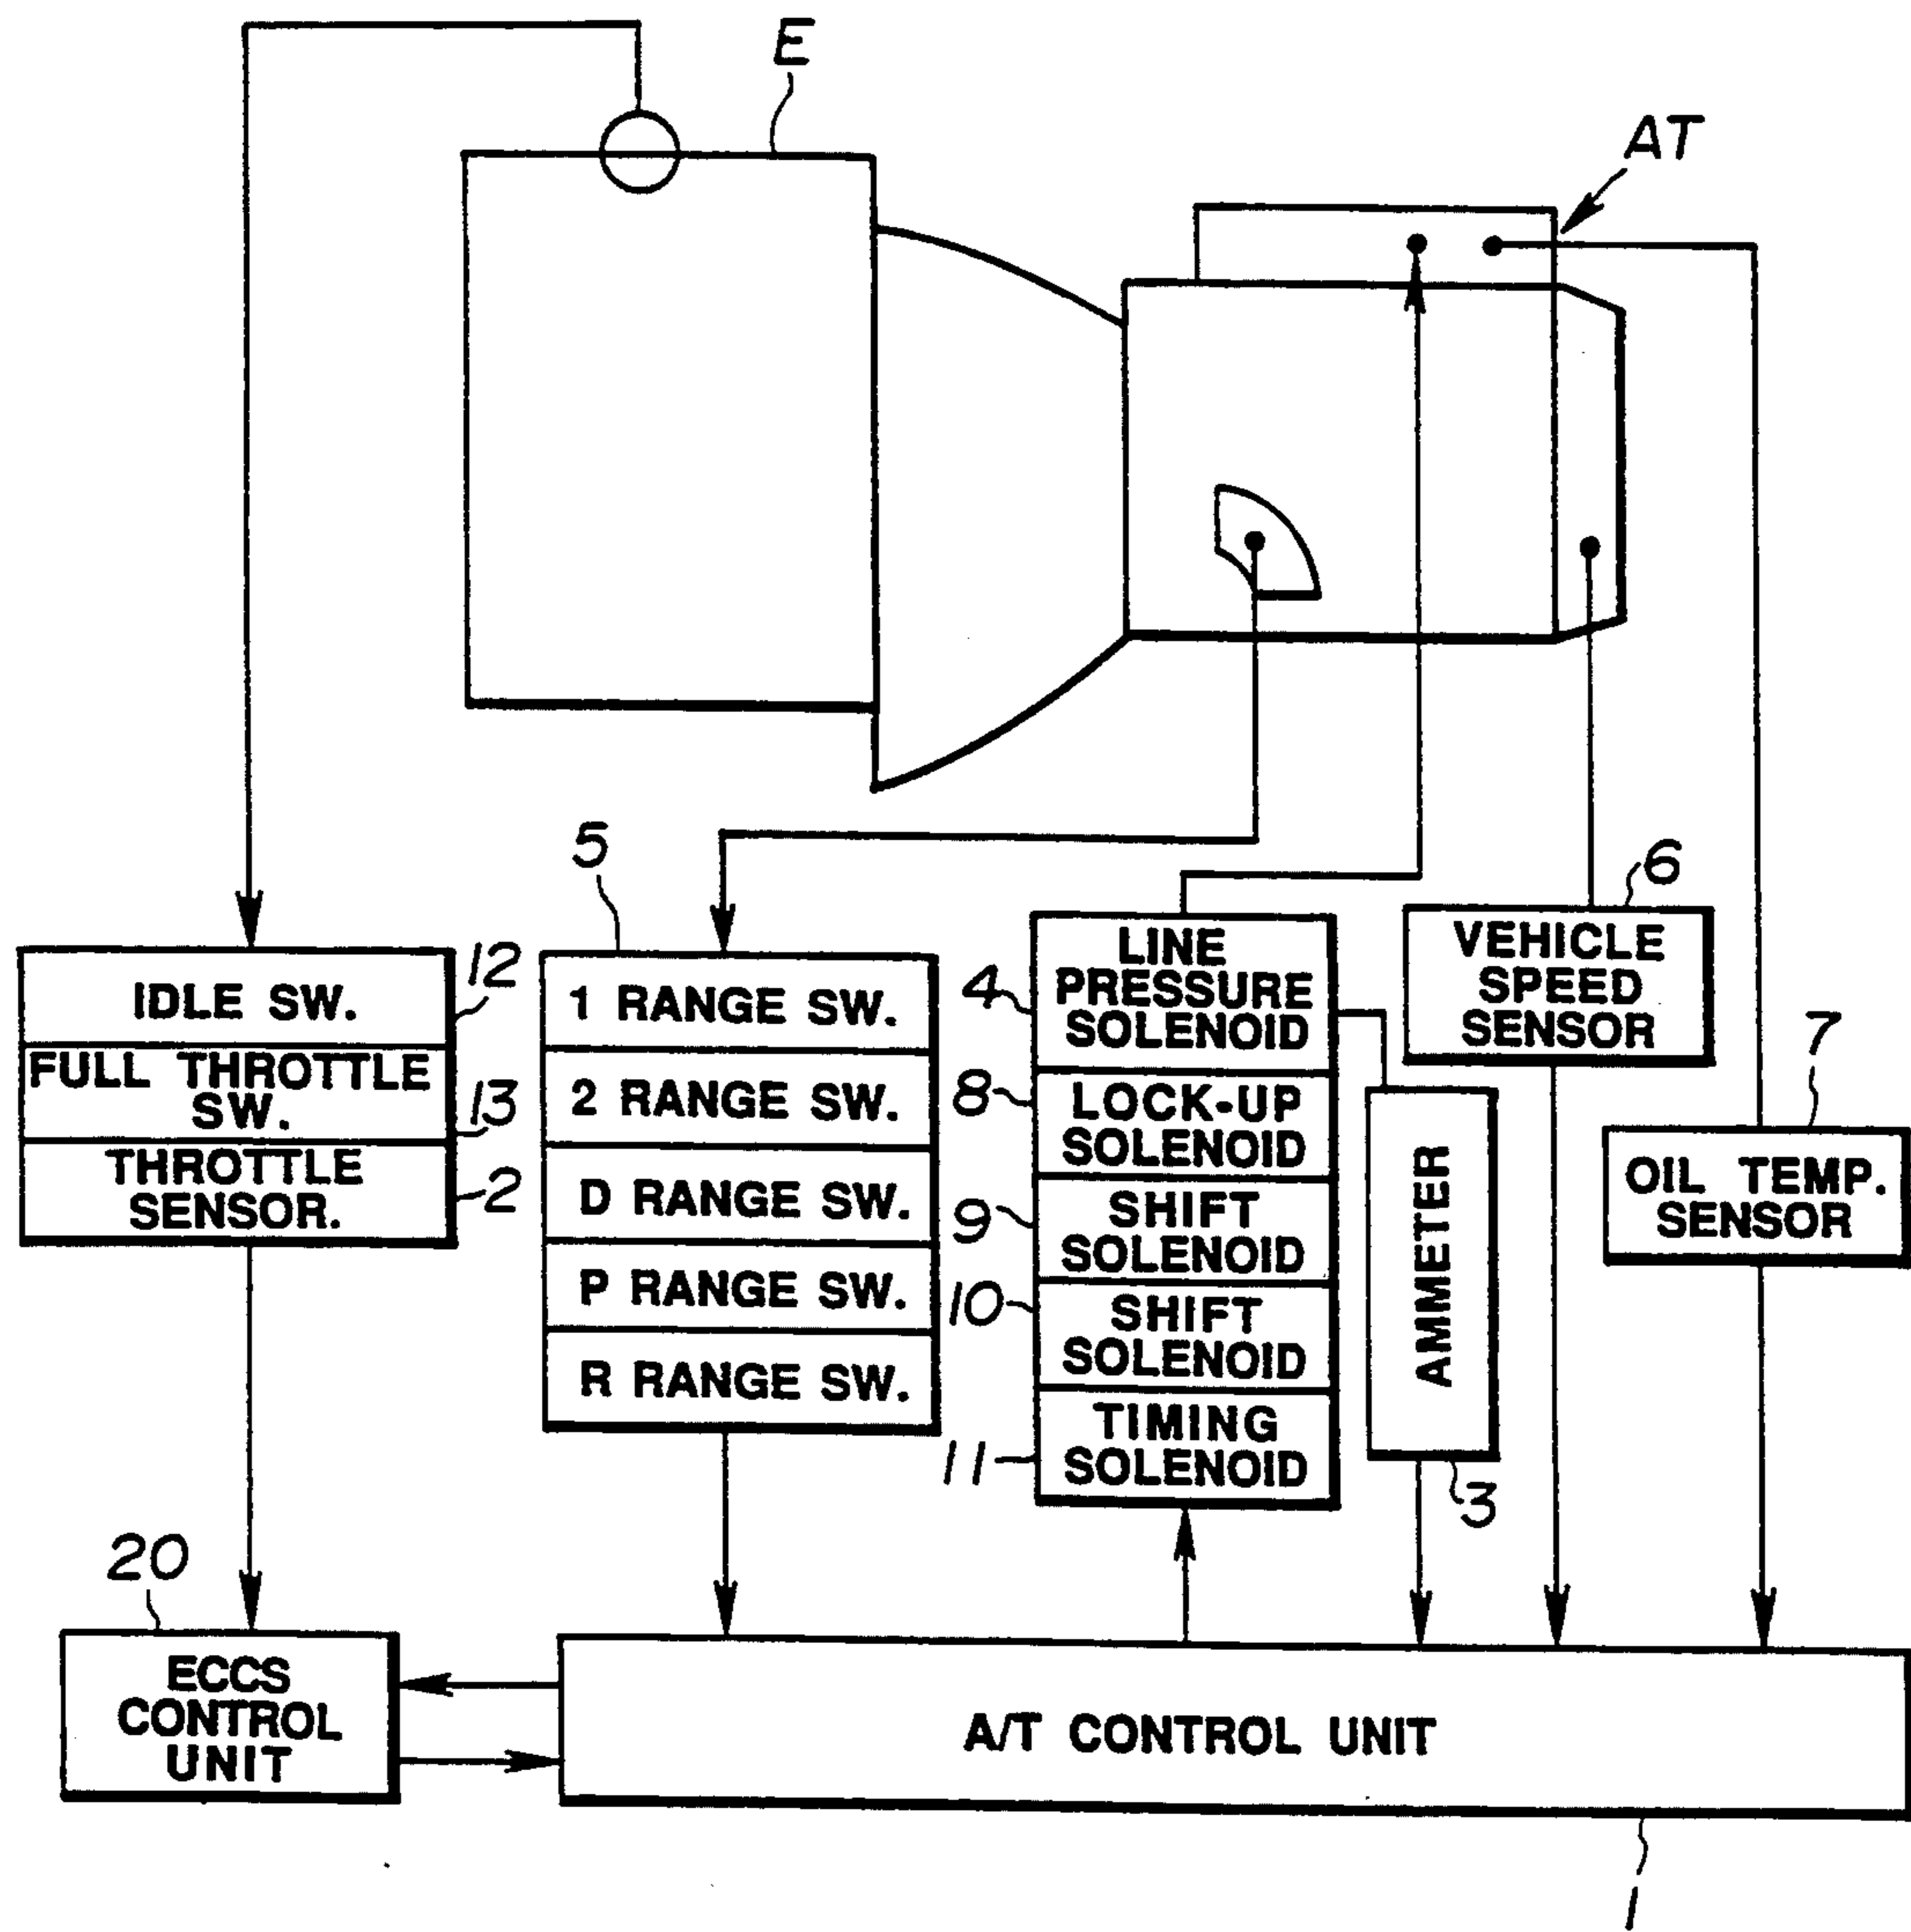 E
AT
5
6
12
IDLE SW.
FULL THROTTLE
SW.
13
THROTTLE
SENSOR.
2
1 RANGE SW.
2 RANGE SW.
D RANGE SW.
P RANGE SW.
R RANGE SW.
4
LINE
PRESSURE
SOLENOID
8
LOCK-UP
SOLENOID
9
SHIFT
SOLENOID
10
SHIFT
SOLENOID
11
TIMING
SOLENOID
AMMETER
3
VEHICLE
SPEED
SENSOR
7
OIL TEMP.
SENSOR
20
ECCS
CONTROL
UNIT
A/T CONTROL UNIT
1